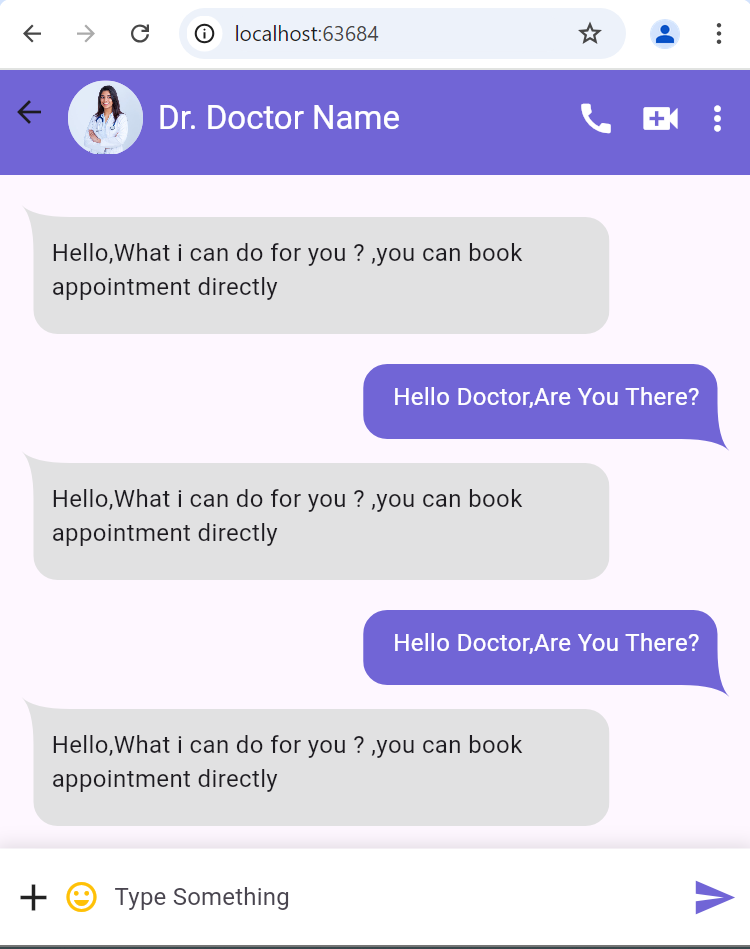 localhost:63684
Dr. Doctor Name
Hello,What i can do for you ? ,you can book
appointment directly
Hello Doctor,Are You There?
Hello,What i can do for you ? ,you can book
appointment directly
Hello Doctor,Are You There?
Hello,What i can do for you ? ,you can book
appointment directly
Type Something